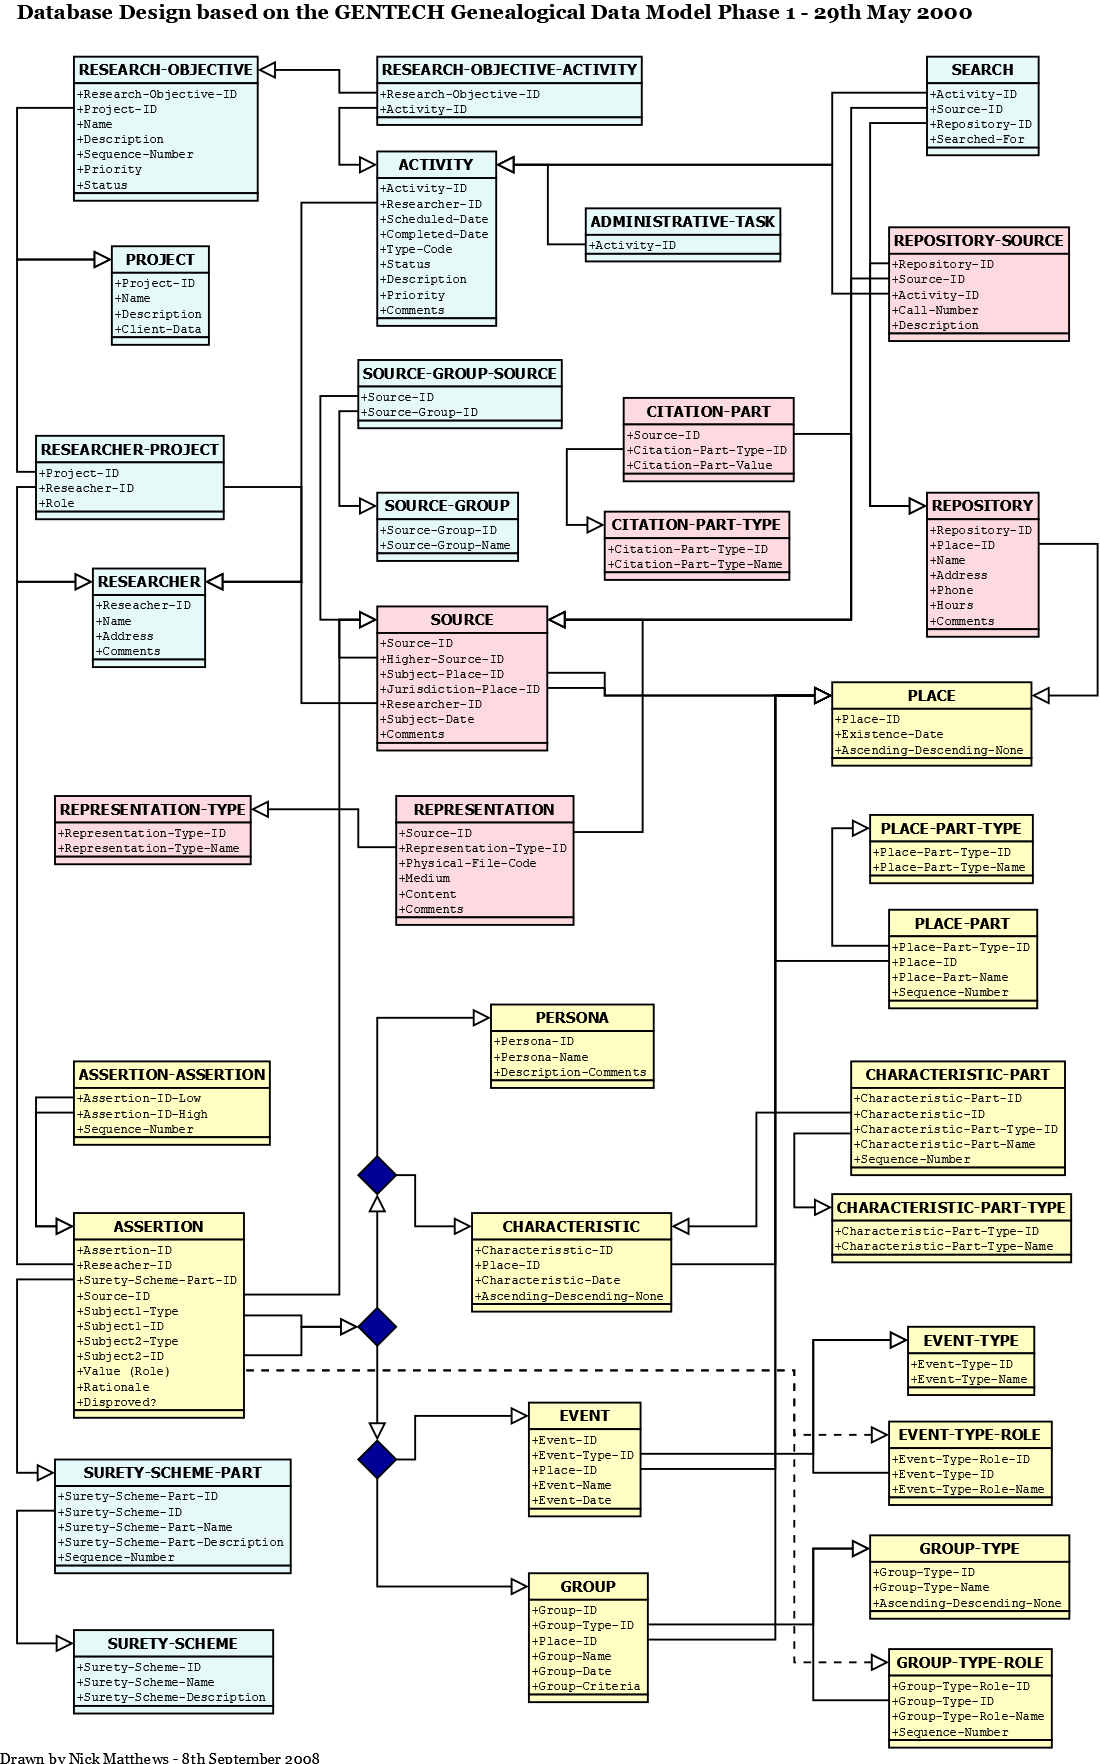 Database Design based on the GENTECH Genealogical Data Model Phase 1 - 29th May 2000
RESEARCH-OBJECTIVE
+Research-Objective-ID
+Project-ID
+Name
+Description
+Sequence-Number
+Priority
+Status
RESEARCH-OBJECTIVE-ACTIVITY
+Research-Objective-ID
+Activity-ID
SEARCH
+Activity-ID
+Source-ID
+Repository-ID
+Searched-For
ACTIVITY
+Activity-ID
+Researcher-ID
+Scheduled-Date
+Completed-Date
+Type-Code
+Status
+Description
+Priority
+Comments
ADMINISTRATIVE-TASK
+Activity-ID
REPOSITORY-SOURCE
+Repository-ID
+Source-ID
+Activity-ID
+Call-Number
+Description
PROJECT
+Project-ID
+Name
+Description
+Client-Data
SOURCE-GROUP-SOURCE
+Source-ID
+Source-Group-ID
CITATION-PART
+Source-ID
+Citation-Part-Type-ID
+Citation-Part-Value
RESEARCHER-PROJECT
+Project-ID
+Reseacher-ID
+Role
SOURCE-GROUP
+Source-Group-ID
+Source-Group-Name
CITATION-PART-TYPE
+Citation-Part-Type-ID
+Citation-Part-Type-Name
REPOSITORY
+Repository-ID
+Place-ID
+Name
+Address
+Phone
+Hours
+Comments
RESEARCHER
+Reseacher-ID
+Name
+Address
+Comments
SOURCE
+Source-ID
+Higher-Source-ID
+Subject-Place-ID
+Jurisdiction-Place-ID
+Researcher-ID
+Subject-Date
+Comments
PLACE
+Place-ID
+Existence-Date
+Ascending-Descending-None
REPRESENTATION-TYPE
+Representation-Type-ID
+Representation-Type-Name
REPRESENTATION
+Source-ID
+Representation-Type-ID
+Physical-File-Code
+Medium
+Content
+Comments
PLACE-PART-TYPE
+Place-Part-Type-ID
+Place-Part-Type-Name
PLACE-PART
+Place-Part-Type-ID
+Place-ID
+Place-Part-Name
+Sequence-Number
PERSONA
+Persona-ID
+Persona-Name
+Description-Comments
ASSERTION-ASSERTION
+Assertion-ID-Low
+Assertion-ID-High
+Sequence-Number
CHARACTERISTIC-PART
+Characteristic-Part-ID
+Characteristic-ID
+Characteristic-Part-Type-ID
+Characteristic-Part-Name
+Sequence-Number
CHARACTERISTIC-PART-TYPE
+Characteristic-Part-Type-ID
+Characteristic-Part-Type-Name
ASSERTION
+Assertion-ID
+Reseacher-ID
+Surety-Scheme-Part-ID
+Source-ID
+Subject1-Type
+Subject1-ID
+Subject2-Type
+Subject2-ID
+Value (Role)
+Rationale
+Disproved?
CHARACTERISTIC
+Characterisstic-ID
+Place-ID
+Characteristic-Date
+Ascending-Descending-None
EVENT-TYPE
+Event-Type-ID
+Event-Type-Name
EVENT
+Event-ID
+Event-Type-ID
+Place-ID
+Event-Name
+Event-Date
EVENT-TYPE-ROLE
+Event-Type-Role-ID
+Event-Type-ID
+Event-Type-Role-Name
SURETY-SCHEME-PART
+Surety-Scheme-Part-ID
+Surety-Scheme-ID
+Surety-Scheme-Part-Name
+Surety-Scheme-Part-Description
+Sequence-Number
GROUP-TYPE
+Group-Type-ID
+Group-Type-Name
+Ascending-Descending-None
GROUP
+Group-ID
+Group-Type-ID
+Place-ID
+Group-Name
+Group-Date
+Group-Criteria
SURETY-SCHEME
+Surety-Scheme-ID
+Surety-Scheme-Name
+Surety-Scheme-Description
GROUP-TYPE-ROLE
+Group-Type-Role-ID
+Group-Type-ID
+Group-Type-Role-Name
+Sequence-Number
Drawn by Nick Matthews - 8th September 2008